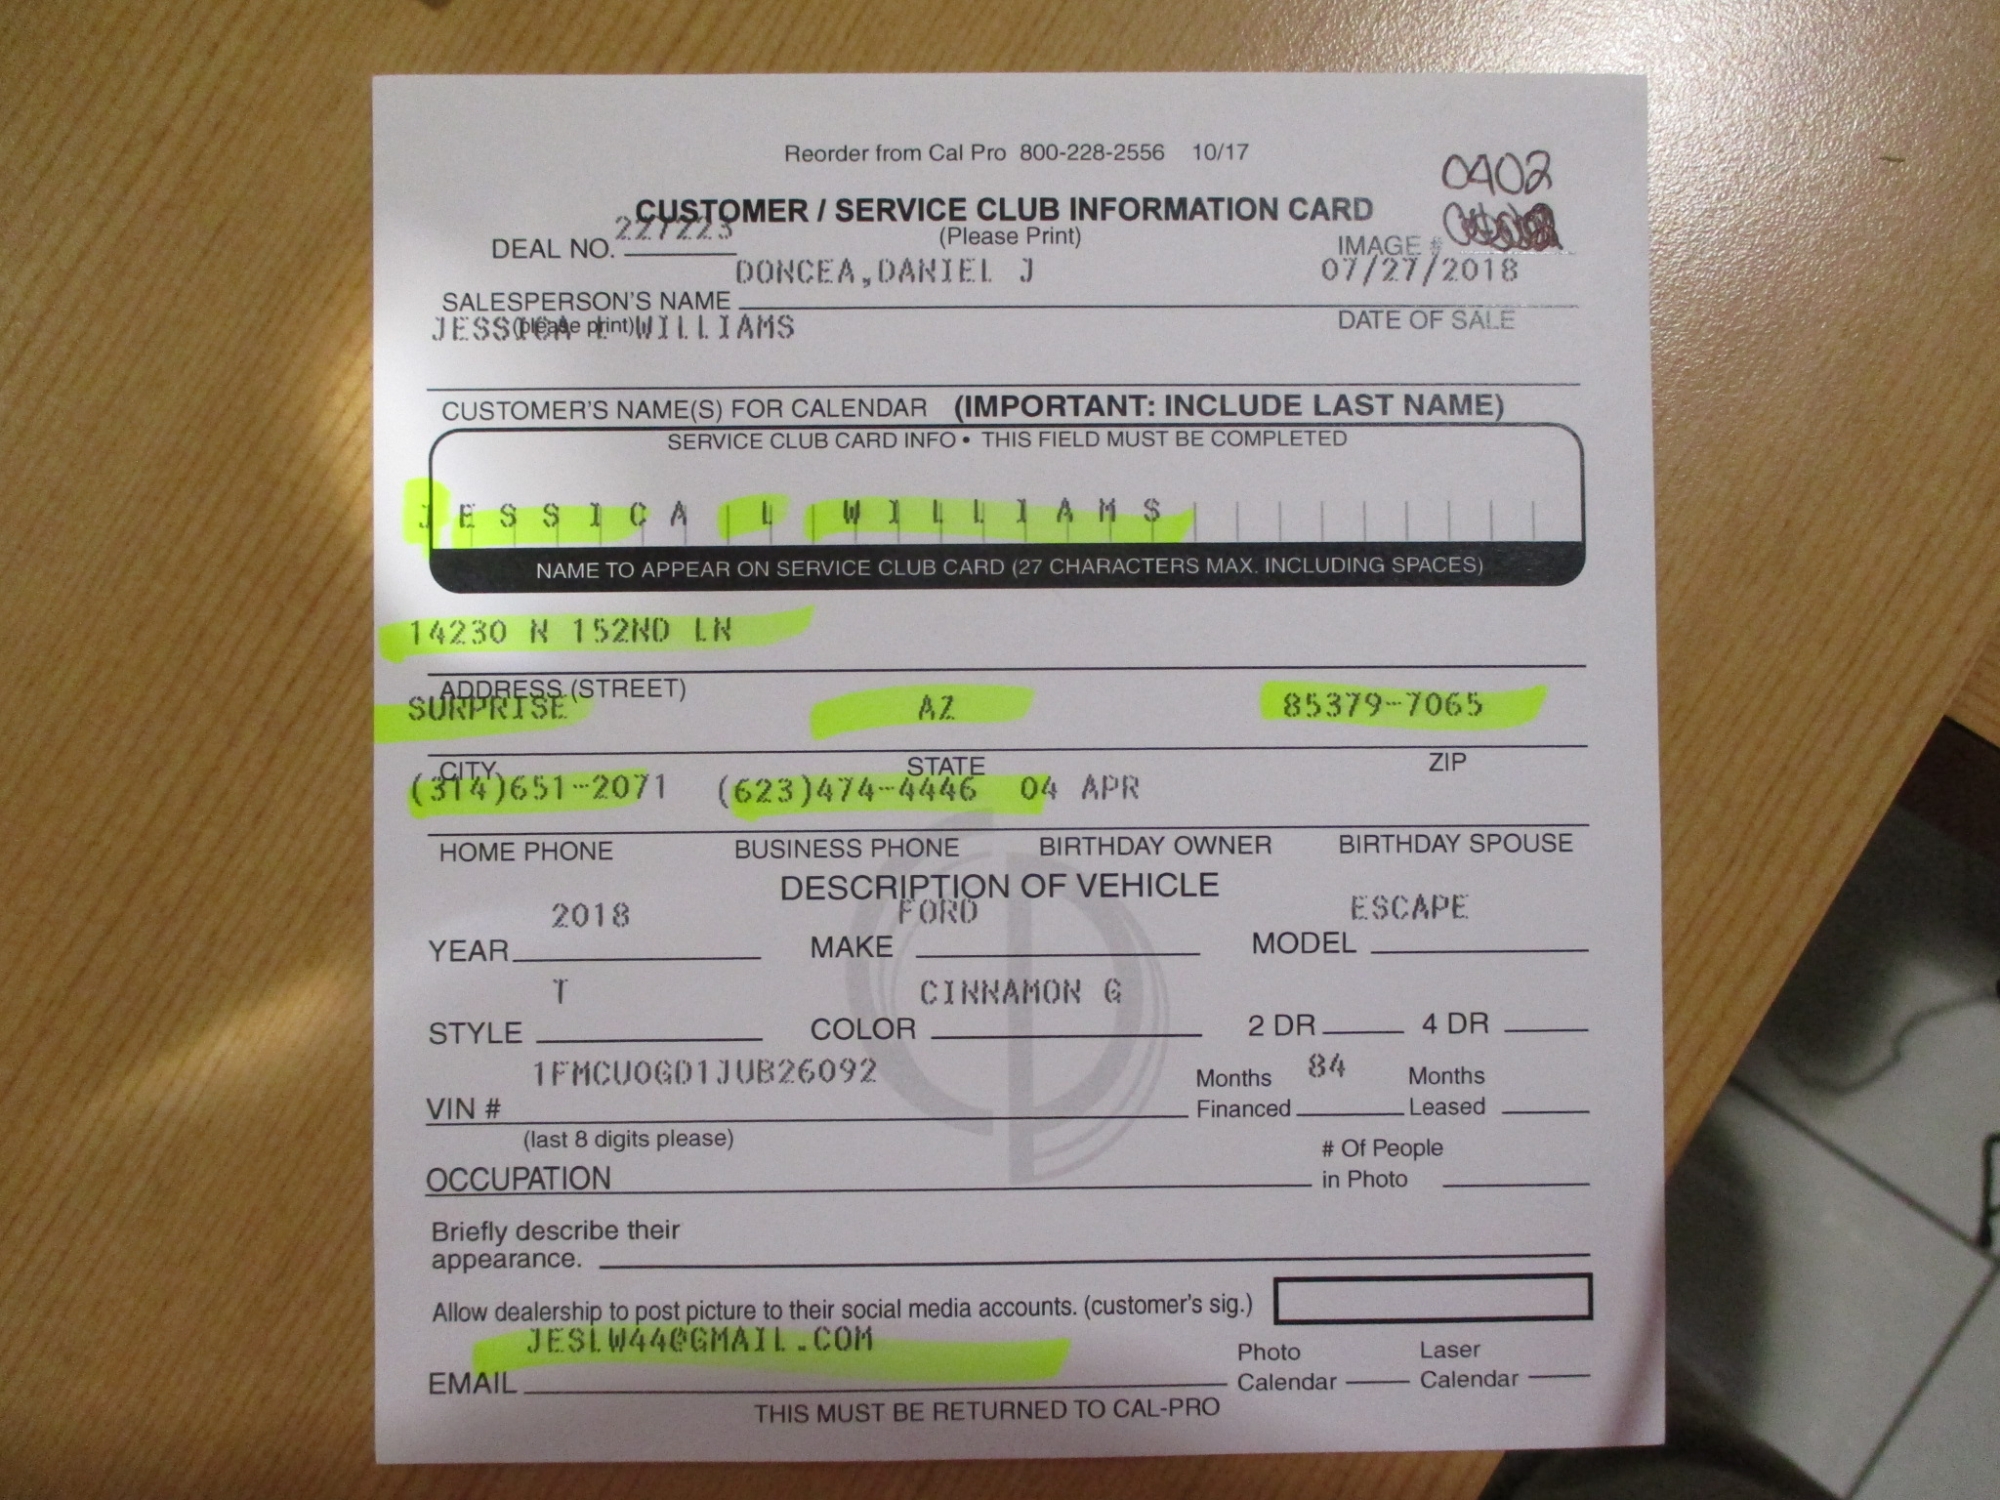 Reorder from Cal Pro 800-228-2556 10/17
0402
CUSTOMER / SERVICE CLUB INFORMATION CARD
(Please Print)
DEAL NO. 221223
IMAGE #
DONCEA,DANIEL J 07/27/2018
SALESPERSON'S NAME
(please print)
DATE OF SALE
JESSICA L WILLIAMS
CUSTOMER'S NAME(S) FOR CALENDAR (IMPORTANT: INCLUDE LAST NAME)
SERVICE CLUB CARD INFO • THIS FIELD MUST BE COMPLETED
JESSICA L WILLIAMS
NAME TO APPEAR ON SERVICE CLUB CARD (27 CHARACTERS MAX. INCLUDING SPACES)
14230 N 152ND LN
ADDRESS (STREET)
SURPRISE AZ 85379-7065
CITY STATE ZIP
(314)651-2071 (623)474-4446 04 APR
HOME PHONE BUSINESS PHONE BIRTHDAY OWNER BIRTHDAY SPOUSE
DESCRIPTION OF VEHICLE
2018 FORD ESCAPE
YEAR MAKE MODEL
T CINNAMON G
STYLE COLOR 2 DR 4 DR
1FMCU0GD1JUB26092 84
VIN # Months Financed Months Leased
(last 8 digits please)
OCCUPATION # Of People in Photo
Briefly describe their
appearance.
Allow dealership to post picture to their social media accounts. (customer's sig.)
JESLW44@GMAIL.COM
EMAIL Photo Calendar Laser Calendar
THIS MUST BE RETURNED TO CAL-PRO